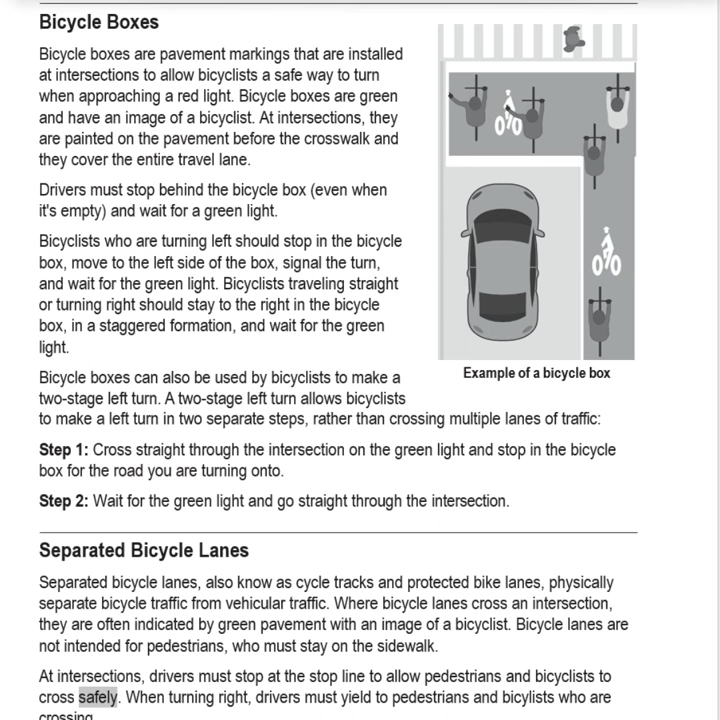 Bicycle Boxes
Bicycle boxes are pavement markings that are installed
at intersections to allow bicyclists a safe way to turn
when approaching a red light. Bicycle boxes are green
and have an image of a bicyclist. At intersections, they
are painted on the pavement before the crosswalk and
they cover the entire travel lane.
Drivers must stop behind the bicycle box (even when
it's empty) and wait for a green light.
Bicyclists who are turning left should stop in the bicycle
box, move to the left side of the box, signal the turn,
and wait for the green light. Bicyclists traveling straight
or turning right should stay to the right in the bicycle
box, in a staggered formation, and wait for the green
light.
Example of a bicycle box
Bicycle boxes can also be used by bicyclists to make a
two-stage left turn. A two-stage left turn allows bicyclists
to make a left turn in two separate steps, rather than crossing multiple lanes of traffic:
Step 1: Cross straight through the intersection on the green light and stop in the bicycle
box for the road you are turning onto.
Step 2: Wait for the green light and go straight through the intersection.
Separated Bicycle Lanes
Separated bicycle lanes, also know as cycle tracks and protected bike lanes, physically
separate bicycle traffic from vehicular traffic. Where bicycle lanes cross an intersection,
they are often indicated by green pavement with an image of a bicyclist. Bicycle lanes are
not intended for pedestrians, who must stay on the sidewalk.
At intersections, drivers must stop at the stop line to allow pedestrians and bicyclists to
cross safely. When turning right, drivers must yield to pedestrians and bicylists who are
crossing.